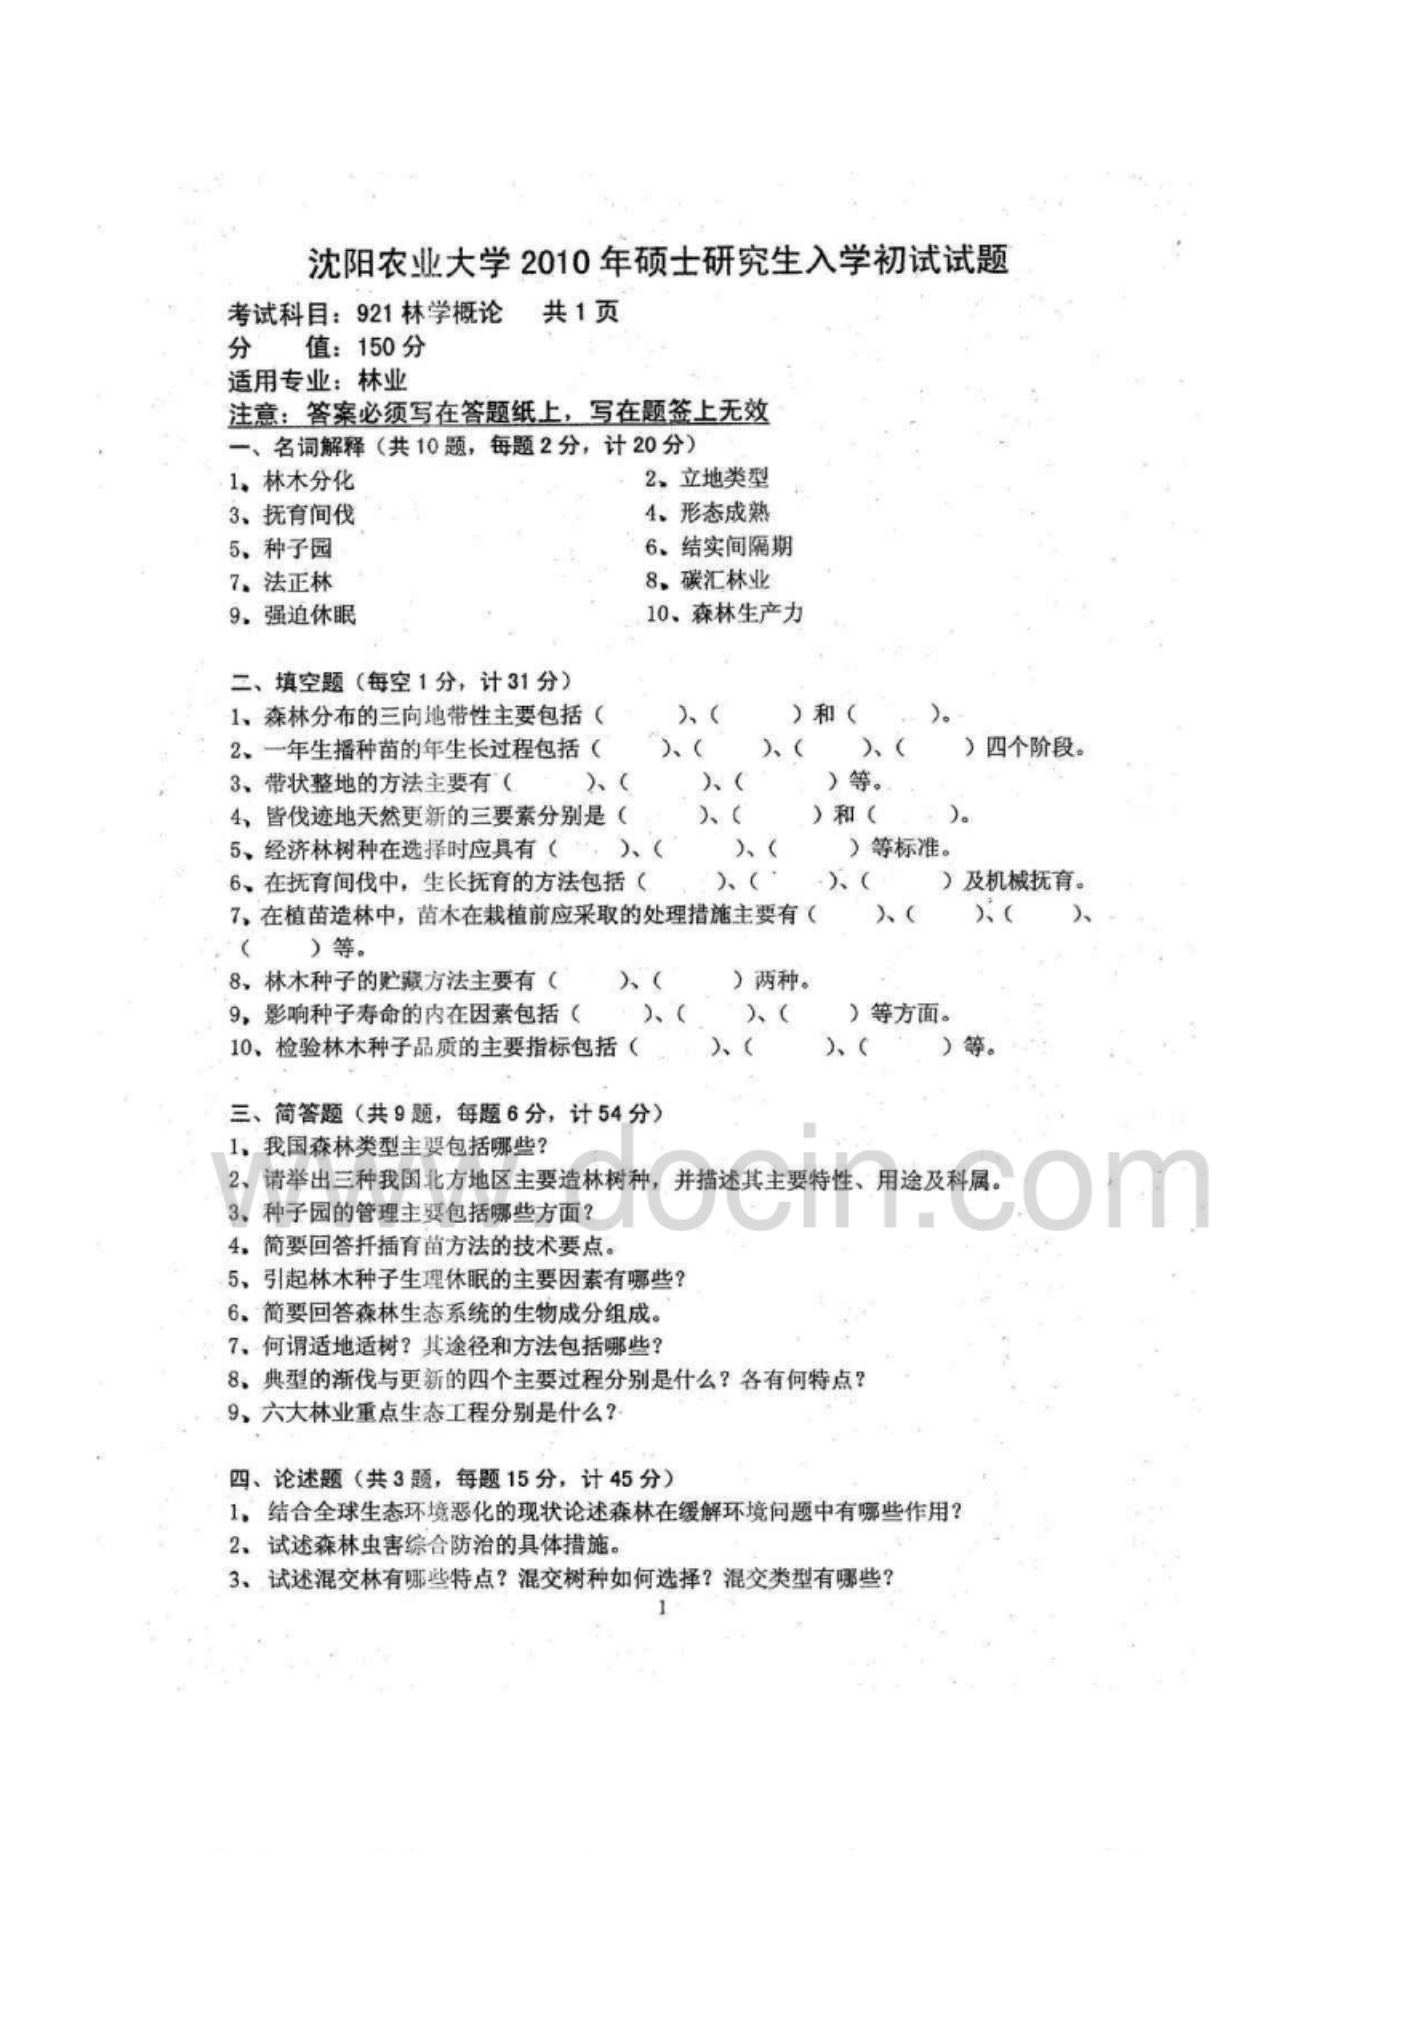 沈阳农业大学 2010 年硕士研究生入学初试试题
考试科目：921 林学概论 共 1 页
分 值：150 分
适用专业：林业
注意：答案必须写在答题纸上，写在题签上无效
一、名词解释（共 10 题，每题 2 分，计 20 分）
1、林木分化 2、立地类型
3、抚育间伐 4、形态成熟
5、种子园 6、结实间隔期
7、法正林 8、碳汇林业
9、强迫休眠 10、森林生产力
二、填空题（每空 1 分，计 31 分）
1、森林分布的三向地带性主要包括（ ）、（ ）和（ ）。
2、一年生播种苗的年生长过程包括（ ）、（ ）、（ ）、（ ）四个阶段。
3、带状整地的方法主要有（ ）、（ ）、（ ）等。
4、皆伐迹地天然更新的三要素分别是（ ）、（ ）和（ ）。
5、经济林树种在选择时应具有（ ）、（ ）、（ ）等标准。
6、在抚育间伐中，生长抚育的方法包括（ ）、（ ）、（ ）及机械抚育。
7、在植苗造林中，苗木在栽植前应采取的处理措施主要有（ ）、（ ）、（ ）、
（ ）等。
8、林木种子的贮藏方法主要有（ ）、（ ）两种。
9、影响种子寿命的内在因素包括（ ）、（ ）、（ ）等方面。
10、检验林木种子品质的主要指标包括（ ）、（ ）、（ ）等。
三、简答题（共 9 题，每题 6 分，计 54 分）
1、我国森林类型主要包括哪些？
2、请举出三种我国北方地区主要造林树种，并描述其主要特性、用途及科属。
www.docin.com
3、种子园的管理主要包括哪些方面？
4、简要回答扦插育苗方法的技术要点。
5、引起林木种子生理休眠的主要因素有哪些？
6、简要回答森林生态系统的生物成分组成。
7、何谓适地适树？其途径和方法包括哪些？
8、典型的渐伐与更新的四个主要过程分别是什么？各有何特点？
9、六大林业重点生态工程分别是什么？
四、论述题（共 3 题，每题 15 分，计 45 分）
1、 结合全球生态环境恶化的现状论述森林在缓解环境问题中有哪些作用？
2、 试述森林虫害综合防治的具体措施。
3、 试述混交林有哪些特点？混交树种如何选择？混交类型有哪些？
1